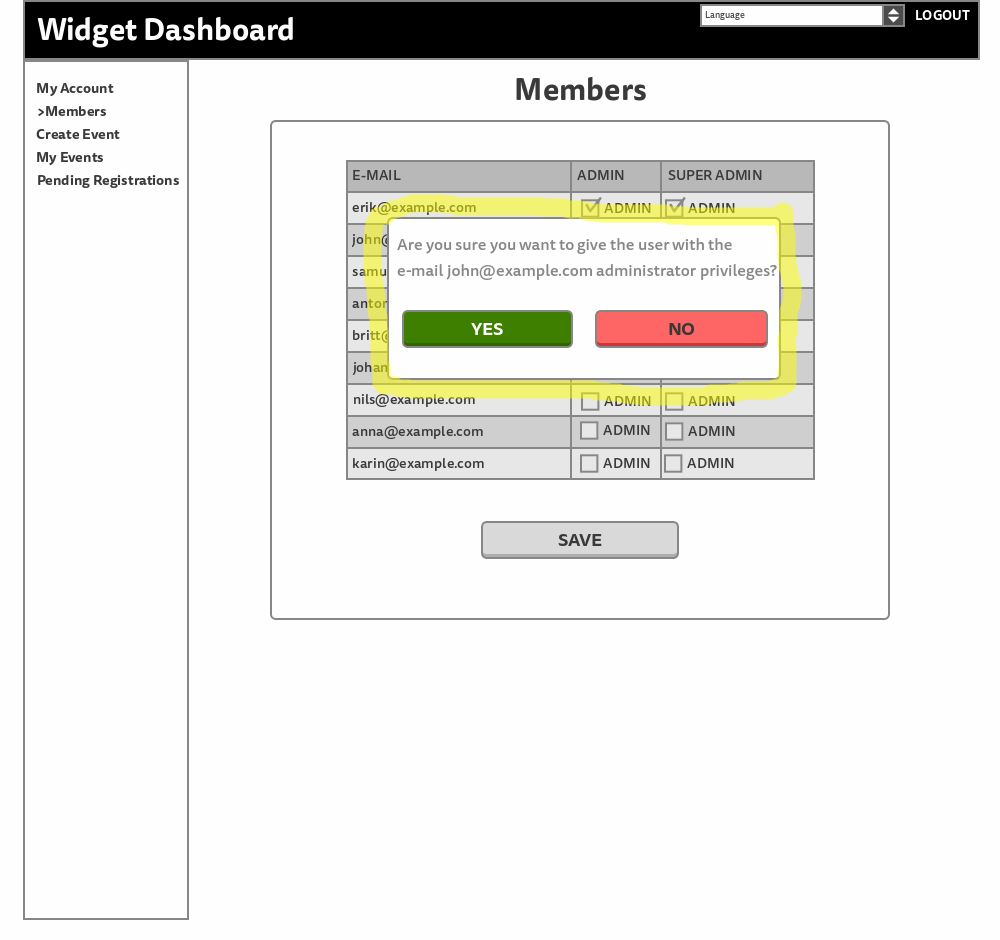 Widget Dashboard
Language
LOGOUT
My Account
>Members
Create Event
My Events
Pending Registrations
Members
E-MAIL ADMIN SUPER ADMIN
erik@example.com ADMIN ADMIN
john@
samu
anton
britt@
johan
Are you sure you want to give the user with the
e-mail john@example.com administrator privileges?
YES NO
nils@example.com ADMIN ADMIN
anna@example.com ADMIN ADMIN
karin@example.com ADMIN ADMIN
SAVE